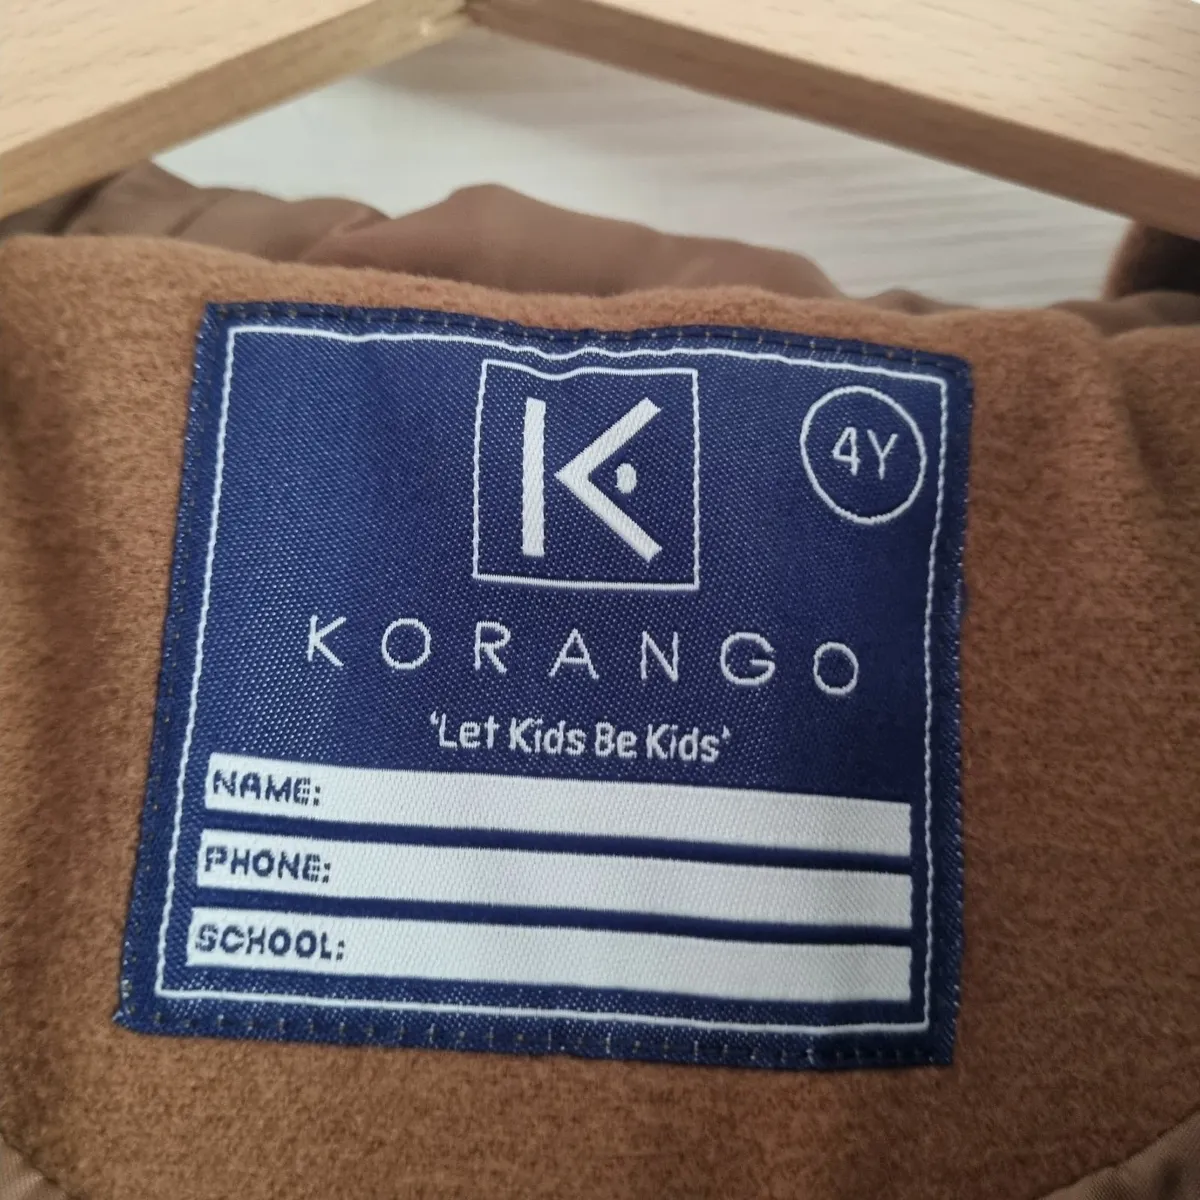 K
4Y
KORANGO
'Let Kids Be Kids'
NAME:
PHONE:
SCHOOL: